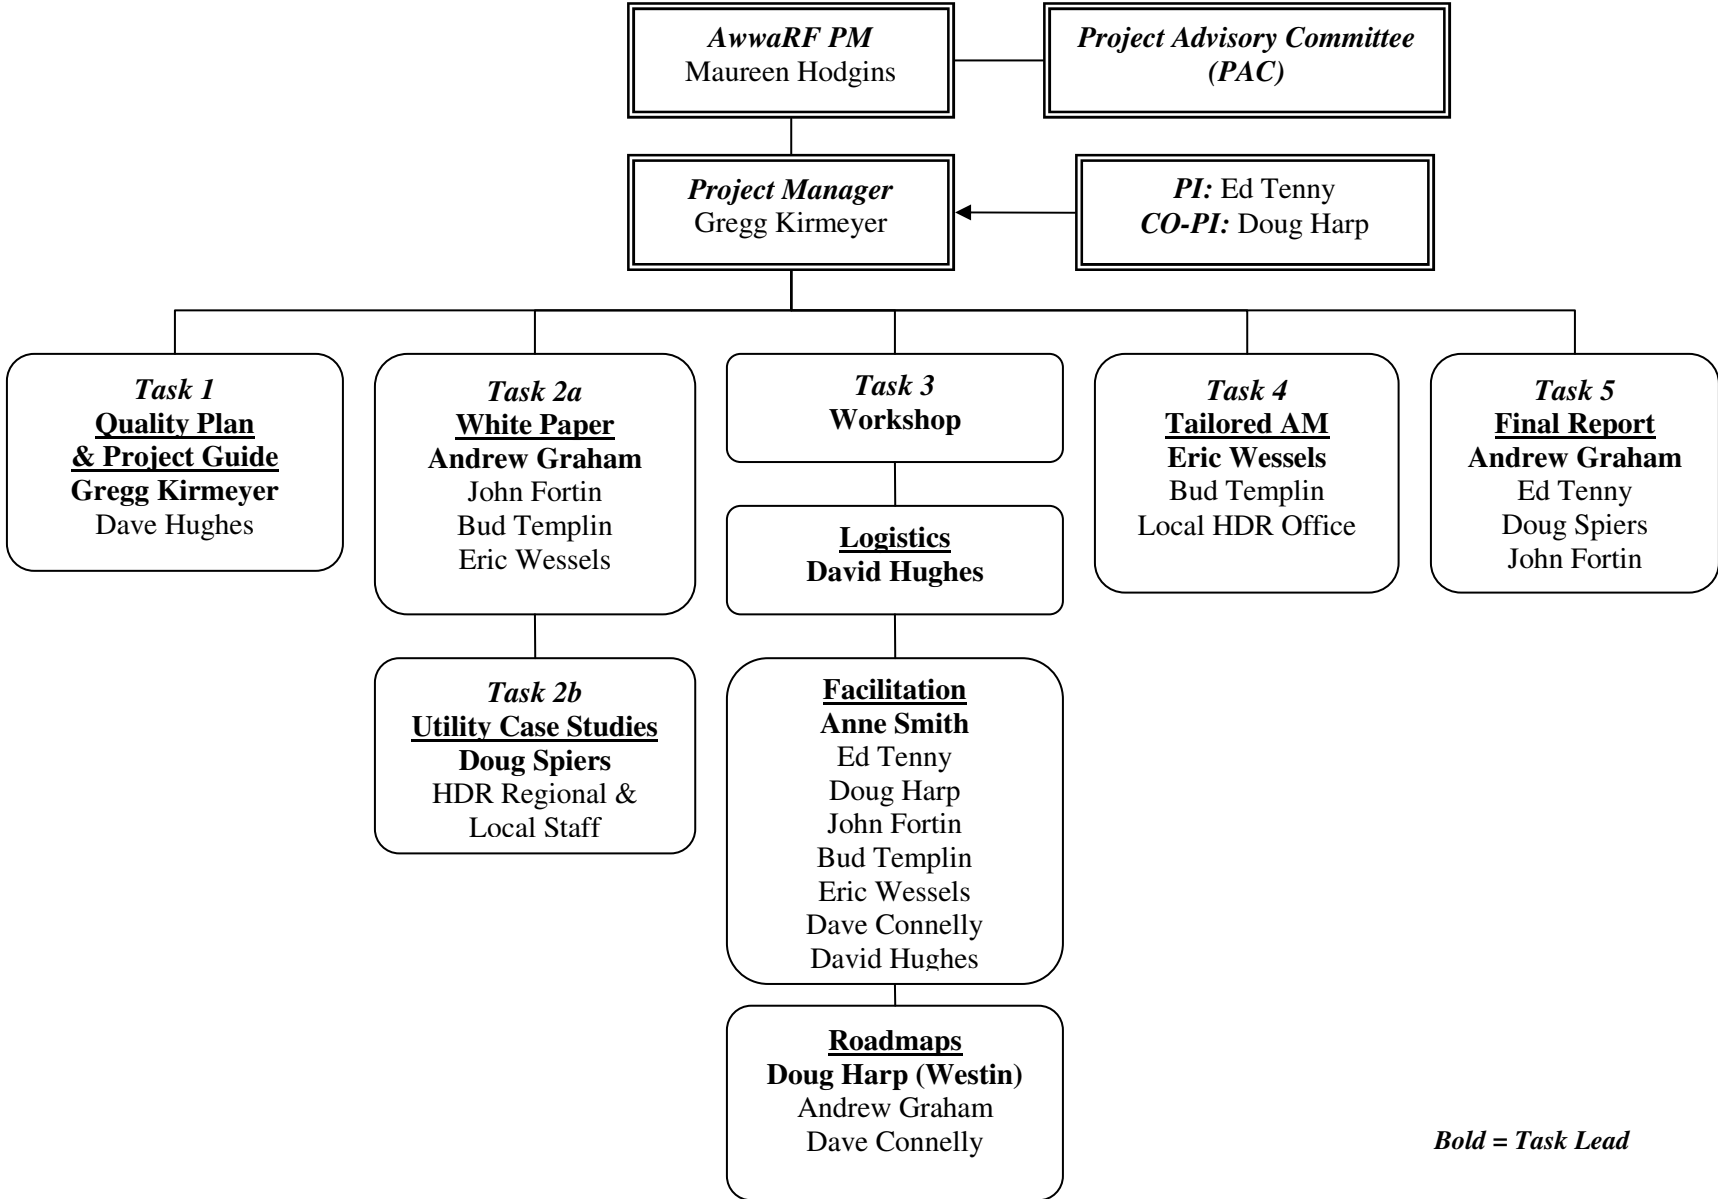 AwwaRF PM
Maureen Hodgins
Project Advisory Committee
(PAC)
Project Manager
Gregg Kirmeyer
PI: Ed Tenny
CO-PI: Doug Harp
Task 1
Quality Plan
& Project Guide
Gregg Kirmeyer
Dave Hughes
Task 2a
White Paper
Andrew Graham
John Fortin
Bud Templin
Eric Wessels
Task 2b
Utility Case Studies
Doug Spiers
HDR Regional &
Local Staff
Task 3
Workshop
Logistics
David Hughes
Facilitation
Anne Smith
Ed Tenny
Doug Harp
John Fortin
Bud Templin
Eric Wessels
Dave Connelly
David Hughes
Roadmaps
Doug Harp (Westin)
Andrew Graham
Dave Connelly
Task 4
Tailored AM
Eric Wessels
Bud Templin
Local HDR Office
Task 5
Final Report
Andrew Graham
Ed Tenny
Doug Spiers
John Fortin
Bold = Task Lead